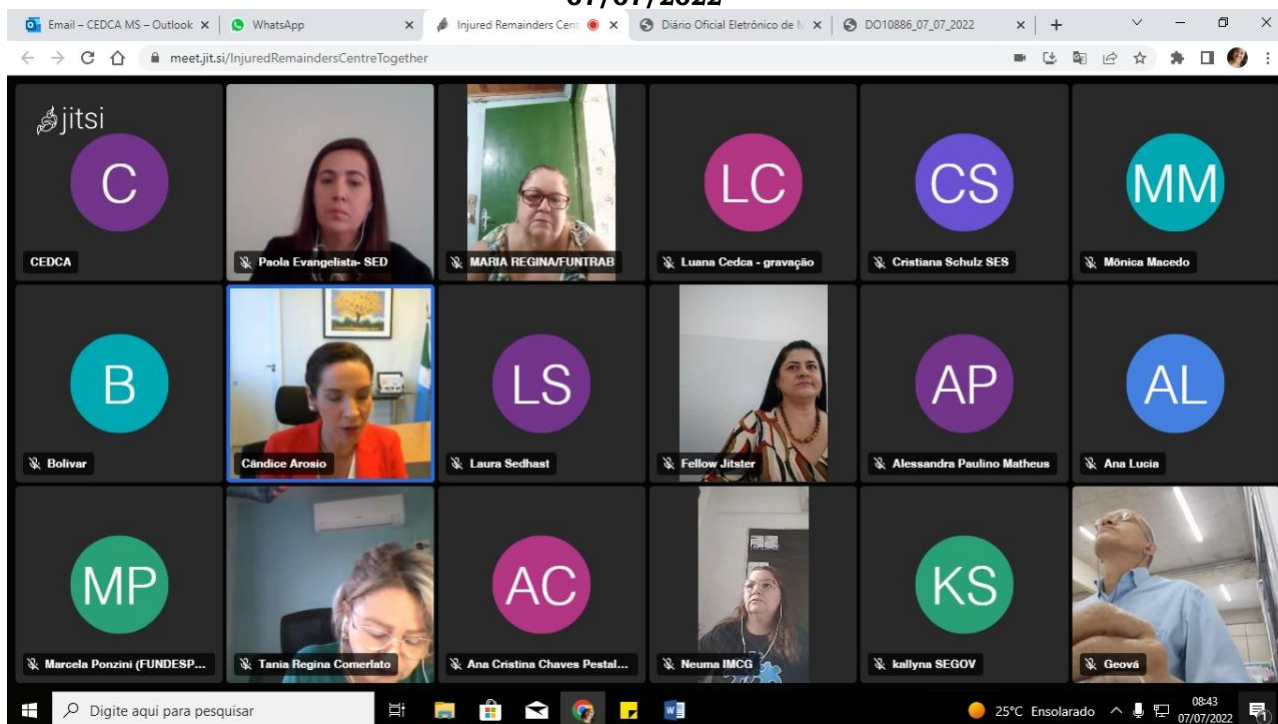 07/07/2022
Email – CEDCA MS – Outlook
WhatsApp
Injured Remainders Cent
Diário Oficial Eletrônico de
DO10886_07_07_2022
meet.jit.si/InjuredRemaindersCentreTogether
jitsi
C
CEDCA
Paola Evangelista- SED
MARIA REGINA/FUNTRAB
LC
Luana Cedca - gravação
CS
Cristiana Schulz SES
MM
Mônica Macedo
B
Bolivar
Cândice Arosio
LS
Laura Sedhast
Fellow Jitster
AP
Alessandra Paulino Matheus
AL
Ana Lucia
MP
Marcela Ponzini (FUNDESP...
Tania Regina Comerlato
AC
Ana Cristina Chaves Pestal...
Neuma IMCG
KS
kallyna SEGOV
Geová
Digite aqui para pesquisar
25°C Ensolarado
08:43
07/07/2022